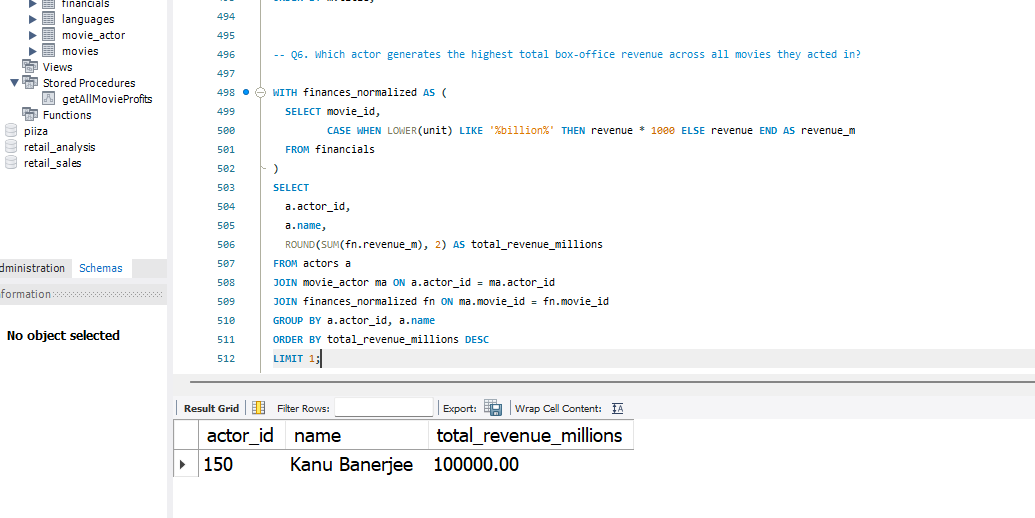 financials
languages
movie_actor
movies
Views
Stored Procedures
getAllMovieProfits
Functions
piiza
retail_analysis
retail_sales
dministration Schemas
formation
No object selected
494
495
496 -- Q6. Which actor generates the highest total box-office revenue across all movies they acted in?
497
498 WITH finances_normalized AS (
499 SELECT movie_id,
500 CASE WHEN LOWER(unit) LIKE '%billion%' THEN revenue * 1000 ELSE revenue END AS revenue_m
501 FROM financials
502 )
503 SELECT
504 a.actor_id,
505 a.name,
506 ROUND(SUM(fn.revenue_m), 2) AS total_revenue_millions
507 FROM actors a
508 JOIN movie_actor ma ON a.actor_id = ma.actor_id
509 JOIN finances_normalized fn ON ma.movie_id = fn.movie_id
510 GROUP BY a.actor_id, a.name
511 ORDER BY total_revenue_millions DESC
512 LIMIT 1;
Result Grid Filter Rows: Export: Wrap Cell Content:
actor_id name total_revenue_millions
150 Kanu Banerjee 100000.00